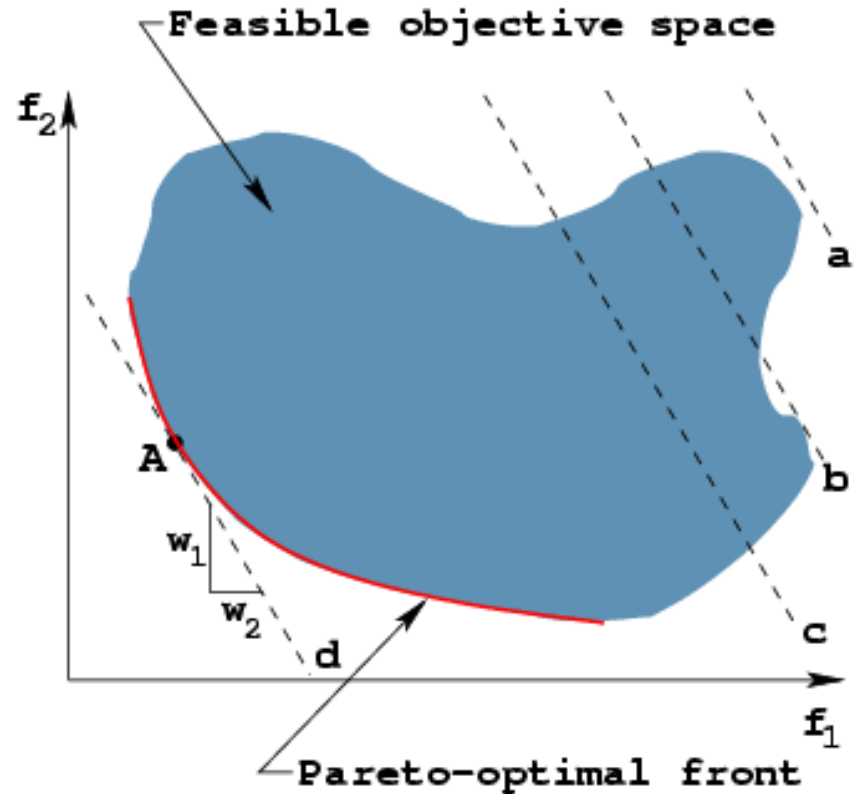 Feasible objective space
f2
a
A
b
w1
w2
c
d
f1
Pareto-optimal front